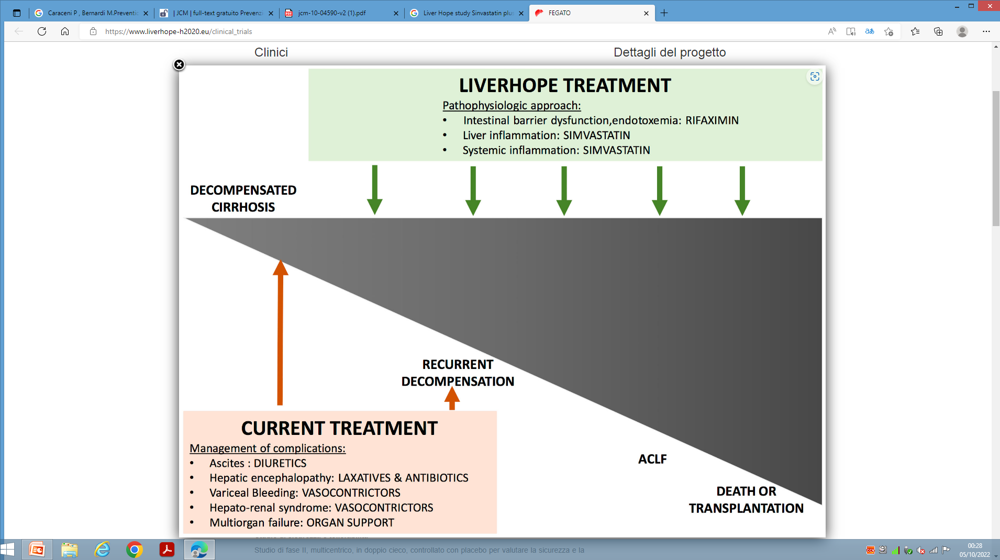 Caraceni P , Bernardi M.Preventic
| JCM | full-text gratuito Prevenzi
jcm-10-04590-v2 (1).pdf
Liver Hope study Sinvastatin plus
FEGATO
https://www.liverhope-h2020.eu/clinical_trials
Clinici
Dettagli del progetto
LIVERHOPE TREATMENT
Pathophysiologic approach:
• Intestinal barrier dysfunction,endotoxemia: RIFAXIMIN
• Liver inflammation: SIMVASTATIN
• Systemic inflammation: SIMVASTATIN
DECOMPENSATED
CIRRHOSIS
RECURRENT
DECOMPENSATION
CURRENT TREATMENT
Management of complications:
• Ascites : DIURETICS
• Hepatic encephalopathy: LAXATIVES & ANTIBIOTICS
• Variceal Bleeding: VASOCONTRICTORS
• Hepato-renal syndrome: VASOCONTRICTORS
• Multiorgan failure: ORGAN SUPPORT
ACLF
DEATH OR
TRANSPLANTATION
Studio di fase II, multicentrico, in doppio cieco, controllato con placebo per valutare la sicurezza e la
00:28
05/10/2022